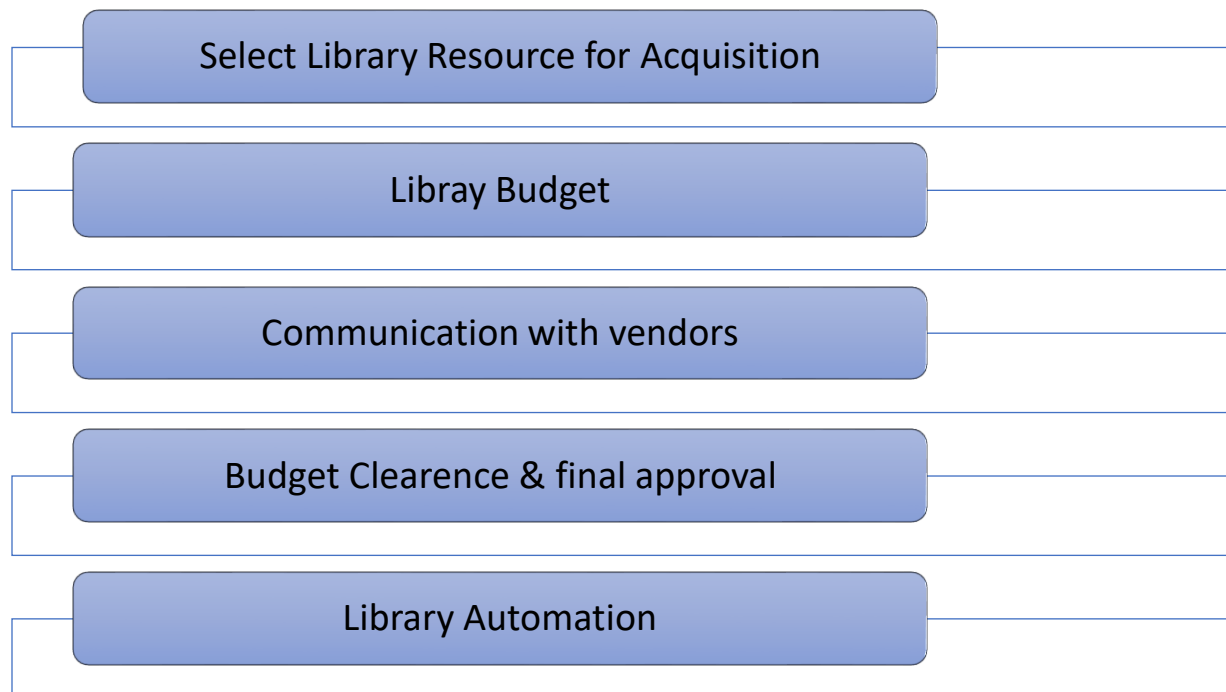 Select Library Resource for Acquisition
Libray Budget
Communication with vendors
Budget Clearence & final approval
Library Automation